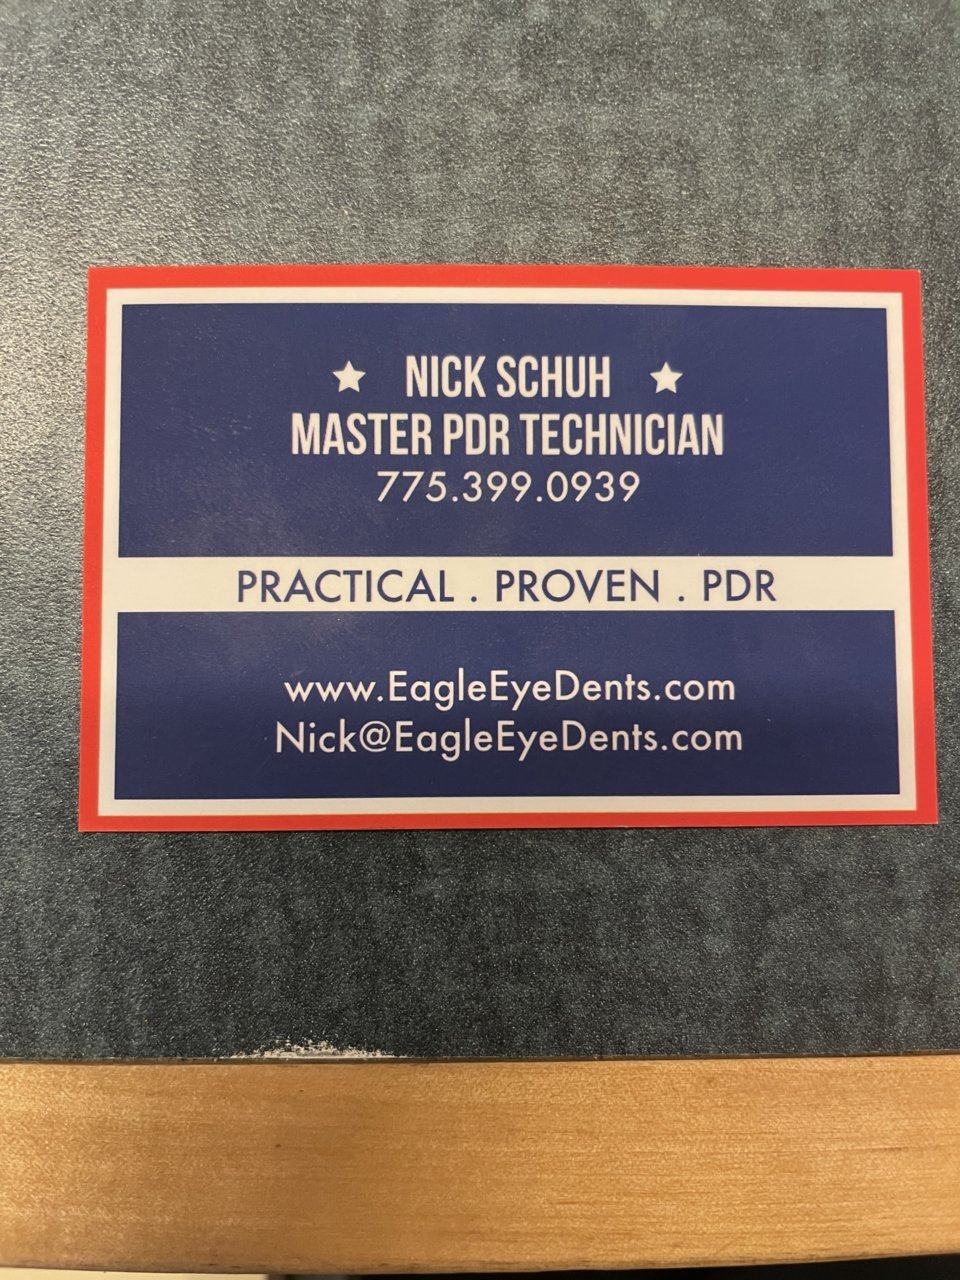 NICK SCHUH
MASTER PDR TECHNICIAN
775.399.0939
PRACTICAL . PROVEN . PDR
www.EagleEyeDents.com
Nick@EagleEyeDents.com